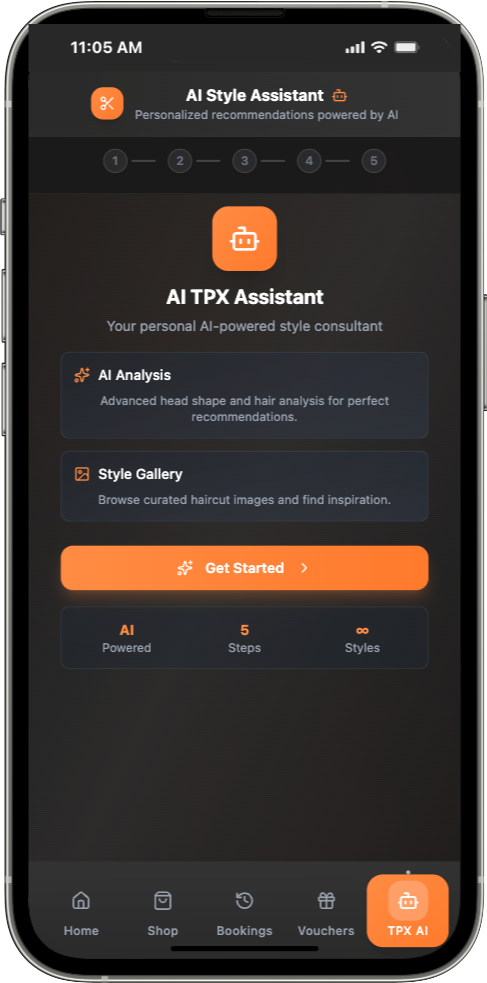 11:05 AM
AI Style Assistant
Personalized recommendations powered by AI
1 2 3 4 5
AI TPX Assistant
Your personal AI-powered style consultant
AI Analysis
Advanced head shape and hair analysis for perfect
recommendations.
Style Gallery
Browse curated haircut images and find inspiration.
Get Started
AI 5 ∞
Powered Steps Styles
Home Shop Bookings Vouchers TPX AI